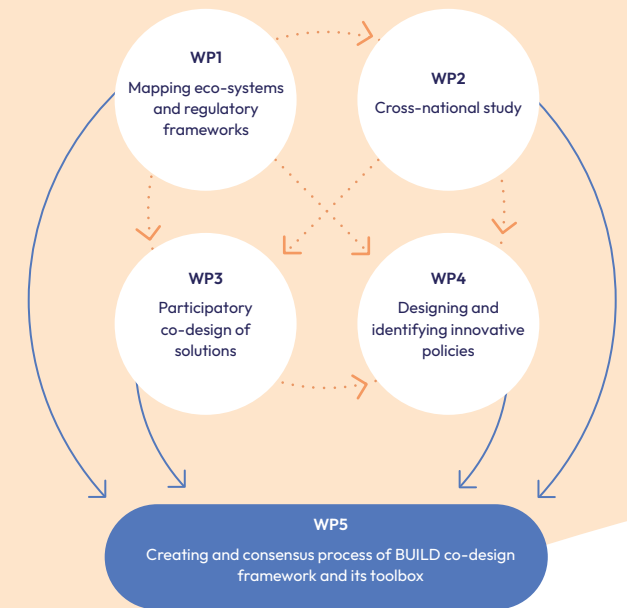 WP1
Mapping eco-systems
and regulatory
frameworks
WP2
Cross-national study
WP3
Participatory
co-design of
solutions
WP4
Designing and
identifying innovative
policies
WP5
Creating and consensus process of BUILD co-design
framework and its toolbox